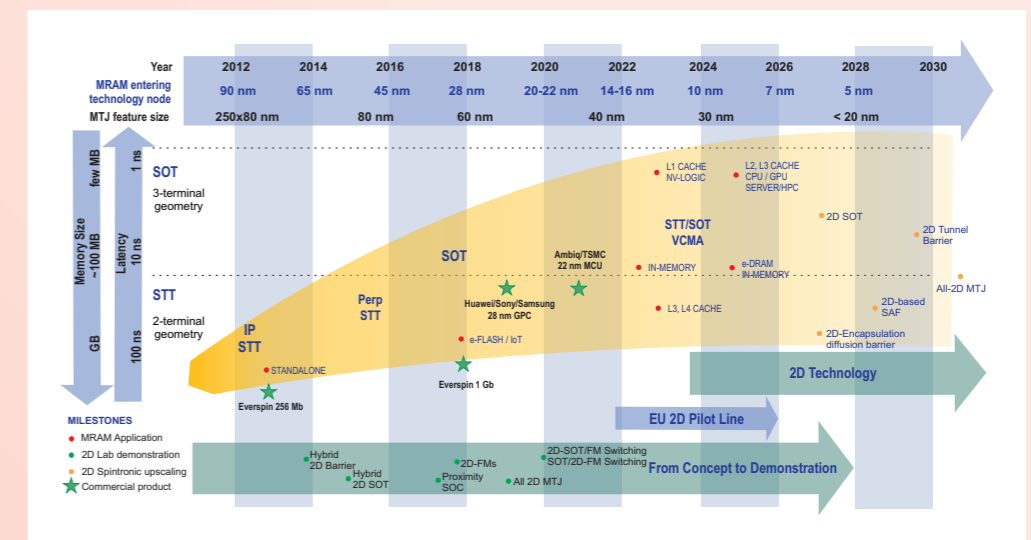 Year 2012 2014 2016 2018 2020 2022 2024 2026 2028 2030
MRAM entering
technology node
90 nm 65 nm 45 nm 28 nm 20-22 nm 14-16 nm 10 nm 7 nm 5 nm
MTJ feature size 250x80 nm 80 nm 60 nm 40 nm 30 nm < 20 nm
Memory Size
few MB
~100 MB
GB
Latency
1 ns
10 ns
100 ns
SOT
3-terminal
geometry
STT
2-terminal
geometry
L1 CACHE
NV-LOGIC
L2, L3 CACHE
CPU / GPU
SERVER/HPC
2D SOT
STT/SOT
VCMA
2D Tunnel
Barrier
SOT
Ambiq/TSMC
22 nm MCU
IN-MEMORY
e-DRAM
IN-MEMORY
All-2D MTJ
Perp
STT
Huawei/Sony/Samsung
28 nm GPC
L3, L4 CACHE
2D-based
SAF
IP
STT
e-FLASH / IoT
2D-Encapsulation
diffusion barrier
STANDALONE
Everspin 1 Gb
2D Technology
Everspin 256 Mb
EU 2D Pilot Line
MILESTONES
MRAM Application
2D Lab demonstration
2D Spintronic upscaling
Commercial product
Hybrid
2D Barrier
Hybrid
2D SOT
2D-FMs
Proximity
SOC
All 2D MTJ
2D-SOT/FM Switching
SOT/2D-FM Switching
From Concept to Demonstration